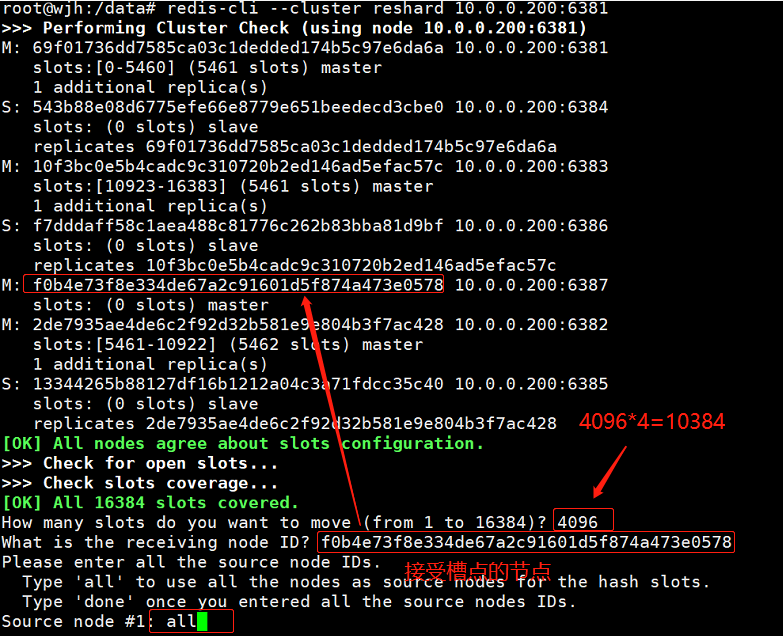 root@wjh:/data# redis-cli --cluster reshard 10.0.0.200:6381
>>> Performing Cluster Check (using node 10.0.0.200:6381)
M: 69f01736dd7585ca03c1dedded174b5c97e6da6a 10.0.0.200:6381
slots:[0-5460] (5461 slots) master
1 additional replica(s)
S: 543b88e08d6775efe66e8779e651beedecd3cbe0 10.0.0.200:6384
slots: (0 slots) slave
replicates 69f01736dd7585ca03c1dedded174b5c97e6da6a
M: 10f3bc0e5b4cadc9c310720b2ed146ad5efac57c 10.0.0.200:6383
slots:[10923-16383] (5461 slots) master
1 additional replica(s)
S: f7dddaff58c1aea488c81776c262b83bba81d9bf 10.0.0.200:6386
slots: (0 slots) slave
replicates 10f3bc0e5b4cadc9c310720b2ed146ad5efac57c
M: f0b4e73f8e334de67a2c91601d5f874a473e0578 10.0.0.200:6387
slots: (0 slots) master
M: 2de7935ae4de6c2f92d32b581e9e804b3f7ac428 10.0.0.200:6382
slots:[5461-10922] (5462 slots) master
1 additional replica(s)
S: 13344265b88127df16b1212a04c3a71fdcc35c40 10.0.0.200:6385
slots: (0 slots) slave
replicates 2de7935ae4de6c2f92d32b581e9e804b3f7ac428
4096*4=10384
[OK] All nodes agree about slots configuration.
>>> Check for open slots...
>>> Check slots coverage...
[OK] All 16384 slots covered.
How many slots do you want to move (from 1 to 16384)? 4096
What is the receiving node ID? f0b4e73f8e334de67a2c91601d5f874a473e0578
Please enter all the source node IDs.
接受槽点的节点
Type 'all' to use all the nodes as source nodes for the hash slots.
Type 'done' once you entered all the source nodes IDs.
Source node #1: all